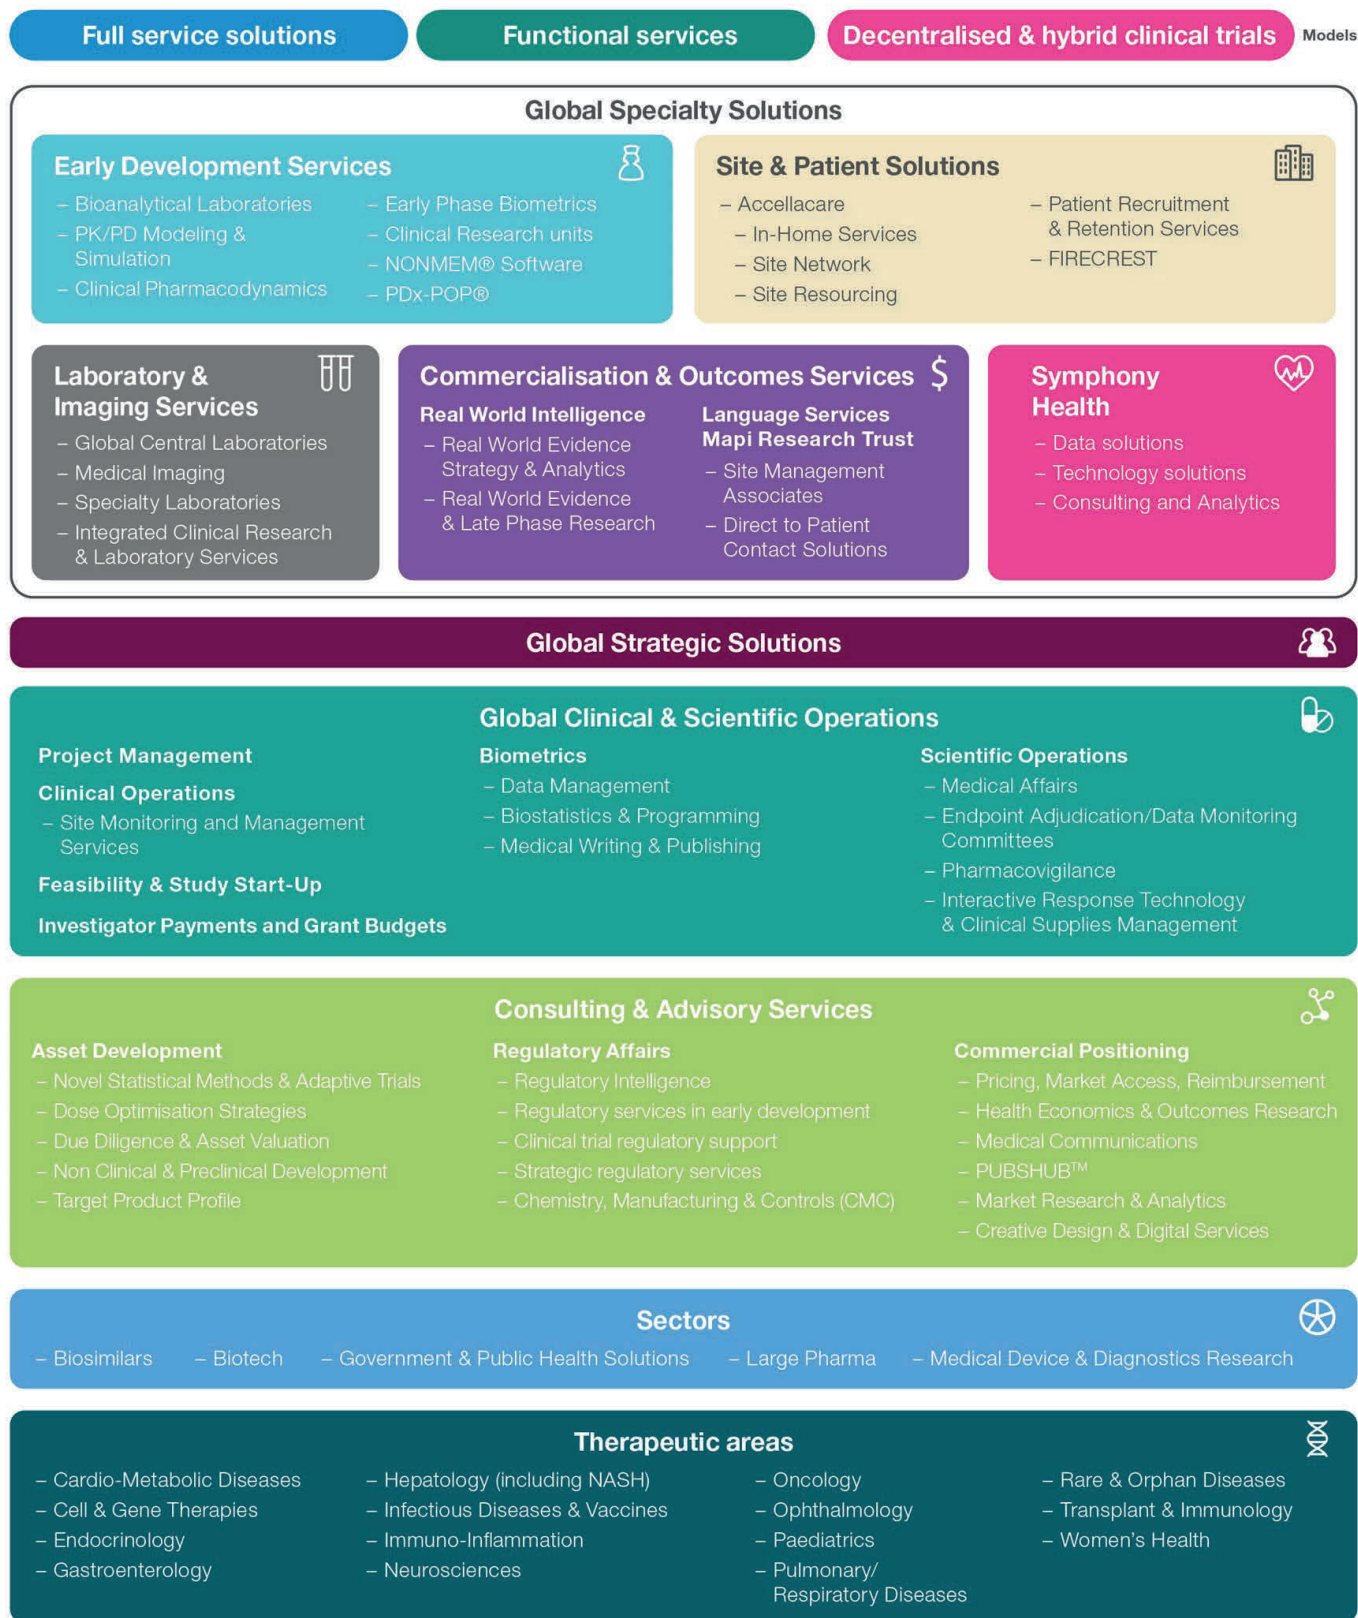 Full service solutions
Functional services
Decentralised & hybrid clinical trials
Models
Global Specialty Solutions
Early Development Services
– Bioanalytical Laboratories
– PK/PD Modeling &
Simulation
– Clinical Pharmacodynamics
– Early Phase Biometrics
– Clinical Research units
– NONMEM® Software
– PDx-POP®
Site & Patient Solutions
– Accellacare
– In-Home Services
– Site Network
– Site Resourcing
– Patient Recruitment
& Retention Services
– FIRECREST
Laboratory &
Imaging Services
– Global Central Laboratories
– Medical Imaging
– Specialty Laboratories
– Integrated Clinical Research
& Laboratory Services
Commercialisation & Outcomes Services
$
Real World Intelligence
– Real World Evidence
Strategy & Analytics
– Real World Evidence
& Late Phase Research
Language Services
Mapi Research Trust
– Site Management
Associates
– Direct to Patient
Contact Solutions
Symphony
Health
– Data solutions
– Technology solutions
– Consulting and Analytics
Global Strategic Solutions
Global Clinical & Scientific Operations
Project Management
Clinical Operations
– Site Monitoring and Management
Services
Feasibility & Study Start-Up
Investigator Payments and Grant Budgets
Biometrics
– Data Management
– Biostatistics & Programming
– Medical Writing & Publishing
Scientific Operations
– Medical Affairs
– Endpoint Adjudication/Data Monitoring
Committees
– Pharmacovigilance
– Interactive Response Technology
& Clinical Supplies Management
Consulting & Advisory Services
Asset Development
– Novel Statistical Methods & Adaptive Trials
– Dose Optimisation Strategies
– Due Diligence & Asset Valuation
– Non Clinical & Preclinical Development
– Target Product Profile
Regulatory Affairs
– Regulatory Intelligence
– Regulatory services in early development
– Clinical trial regulatory support
– Strategic regulatory services
– Chemistry, Manufacturing & Controls (CMC)
Commercial Positioning
– Pricing, Market Access, Reimbursement
– Health Economics & Outcomes Research
– Medical Communications
– PUBSHUB™
– Market Research & Analytics
– Creative Design & Digital Services
Sectors
– Biosimilars – Biotech – Government & Public Health Solutions – Large Pharma – Medical Device & Diagnostics Research
Therapeutic areas
– Cardio-Metabolic Diseases
– Cell & Gene Therapies
– Endocrinology
– Gastroenterology
– Hepatology (including NASH)
– Infectious Diseases & Vaccines
– Immuno-Inflammation
– Neurosciences
– Oncology
– Ophthalmology
– Paediatrics
– Pulmonary/
Respiratory Diseases
– Rare & Orphan Diseases
– Transplant & Immunology
– Women's Health